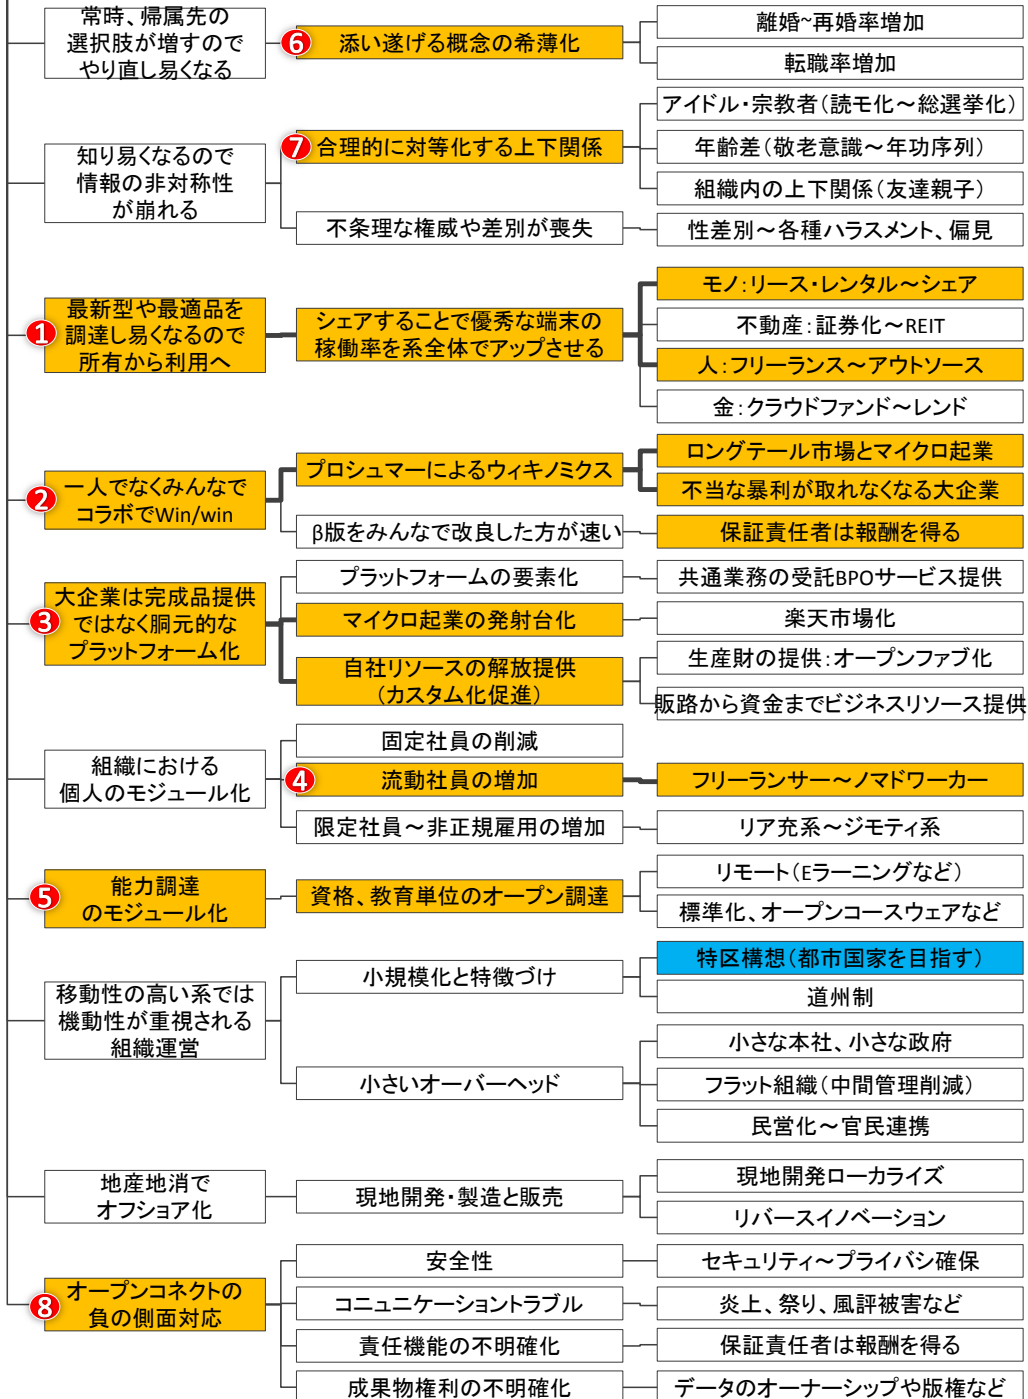 常時、帰属先の
選択肢が増すので
やり直し易くなる
6
添い遂げる概念の希薄化
離婚~再婚率増加
転職率増加
知り易くなるので
情報の非対称性
が崩れる
7
合理的に対等化する上下関係
アイドル・宗教者(読モ化～総選挙化)
年齢差(敬老意識～年功序列)
組織内の上下関係(友達親子)
不条理な権威や差別が喪失
性差別～各種ハラスメント、偏見
1
最新型や最適品を
調達し易くなるので
所有から利用へ
シェアすることで優秀な端末の
稼働率を系全体でアップさせる
モノ:リース・レンタル～シェア
不動産:証券化～REIT
人:フリーランス～アウトソース
金:クラウドファンド～レンド
2
一人でなくみんなで
コラボでWin/win
プロシュマーによるウィキノミクス
ロングテール市場とマイクロ起業
不当な暴利が取れなくなる大企業
β版をみんなで改良した方が速い
保証責任者は報酬を得る
3
大企業は完成品提供
ではなく胴元的な
プラットフォーム化
プラットフォームの要素化
共通業務の受託BPOサービス提供
マイクロ起業の発射台化
楽天市場化
自社リソースの解放提供
(カスタム化促進)
生産財の提供:オープンファブ化
販路から資金までビジネスリソース提供
組織における
個人のモジュール化
固定社員の削減
4
流動社員の増加
フリーランサー～ノマドワーカー
限定社員～非正規雇用の増加
リア充系～ジモティ系
5
能力調達
のモジュール化
資格、教育単位のオープン調達
リモート(Eラーニングなど)
標準化、オープンコースウェアなど
移動性の高い系では
機動性が重視される
組織運営
小規模化と特徴づけ
特区構想(都市国家を目指す)
道州制
小さいオーバーヘッド
小さな本社、小さな政府
フラット組織(中間管理削減)
民営化～官民連携
地産地消で
オフショア化
現地開発・製造と販売
現地開発ローカライズ
リバースイノベーション
8
オープンコネクトの
負の側面対応
安全性
セキュリティ～プライバシ確保
コニュニケーショントラブル
炎上、祭り、風評被害など
責任機能の不明確化
保証責任者は報酬を得る
成果物権利の不明確化
データのオーナーシップや版権など